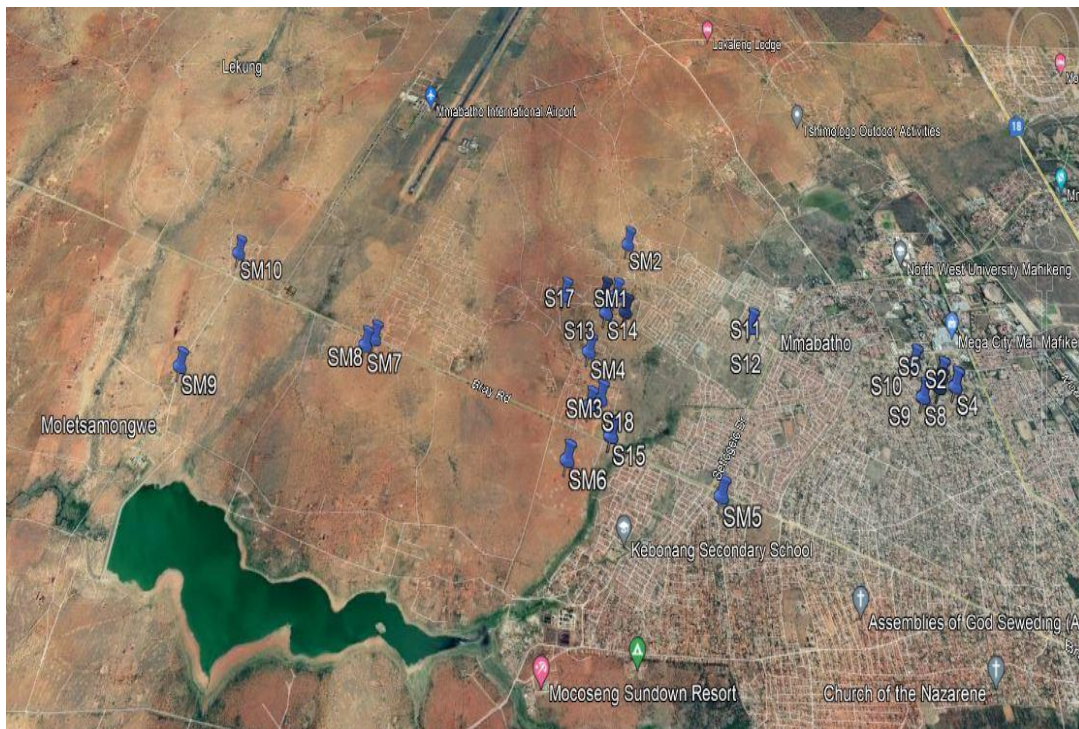 Lokaleng Lodge
Lekung
Mmabatho International Airport
Tshimologo Outdoor Activities
18
SM2
SM10
North West University Mahikeng
S17
SM1
S13
S14
S11
Mmabatho
Mega City Mall Mafikeng
SM8
SM7
S12
SM4
S5
S10
S2
SM9
Bray Rd
SM3
S18
S9
S8
S4
Moletsamongwe
S15
SM6
SM5
Kebonang Secondary School
Assemblies of God Seweding (A
Mocoseng Sundown Resort
Church of the Nazarene